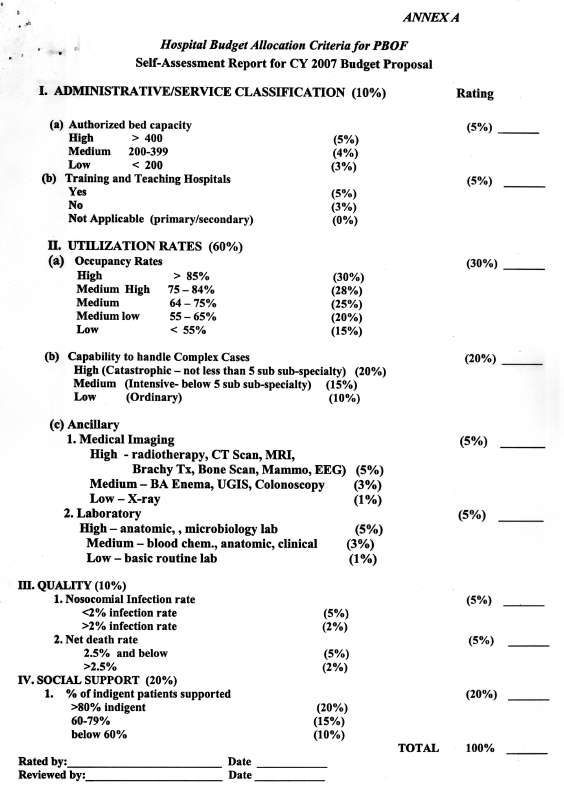 ANNEX A
Hospital Budget Allocation Criteria for PBOF
Self-Assessment Report for CY 2007 Budget Proposal
I. ADMINISTRATIVE/SERVICE CLASSIFICATION (10%) Rating
(a) Authorized bed capacity (5%) ______
High > 400 (5%)
Medium 200-399 (4%)
Low < 200 (3%)
(b) Training and Teaching Hospitals (5%) ______
Yes (5%)
No (3%)
Not Applicable (primary/secondary) (0%)
II. UTILIZATION RATES (60%)
(a) Occupancy Rates (30%) ______
High > 85% (30%)
Medium High 75 – 84% (28%)
Medium 64 – 75% (25%)
Medium low 55 – 65% (20%)
Low < 55% (15%)
(b) Capability to handle Complex Cases (20%) ______
High (Catastrophic – not less than 5 sub sub-specialty) (20%)
Medium (Intensive- below 5 sub sub-specialty) (15%)
Low (Ordinary) (10%)
(c) Ancillary
1. Medical Imaging (5%) ______
High - radiotherapy, CT Scan, MRI,
Brachy Tx, Bone Scan, Mammo, EEG) (5%)
Medium – BA Enema, UGIS, Colonoscopy (3%)
Low – X-ray (1%)
2. Laboratory (5%) ______
High – anatomic, , microbiology lab (5%)
Medium – blood chem., anatomic, clinical (3%)
Low – basic routine lab (1%)
III. QUALITY (10%)
1. Nosocomial Infection rate (5%) ______
<2% infection rate (5%)
>2% infection rate (2%)
2. Net death rate (5%) ______
2.5% and below (5%)
>2.5% (2%)
IV. SOCIAL SUPPORT (20%)
1. % of indigent patients supported (20%) ______
>80% indigent (20%)
60-79% (15%)
below 60% (10%)
TOTAL 100% ______
Rated by:______________________ Date __________
Reviewed by:____________________ Date __________